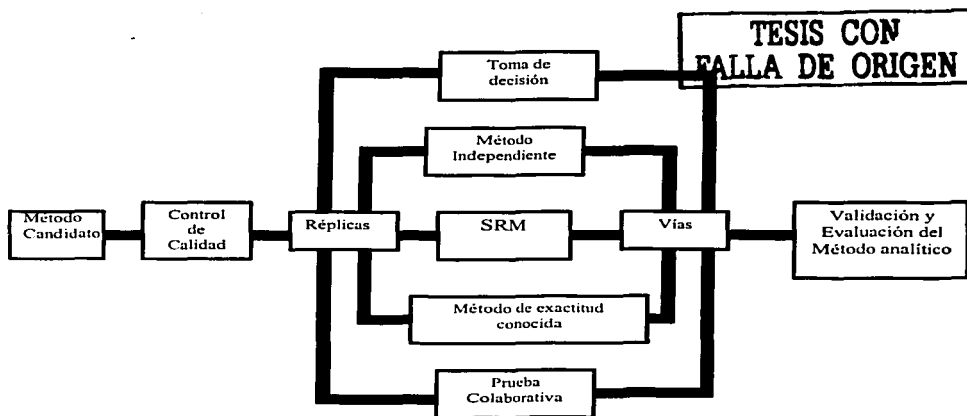 TESIS CON
FALLA DE ORIGEN
Toma de
decisión
Método
Independiente
Método
Candidato
Control
de
Calidad
Réplicas
SRM
Vías
Validación y
Evaluación del
Método analítico
Método de exactitud
conocida
Prueba
Colaborativa